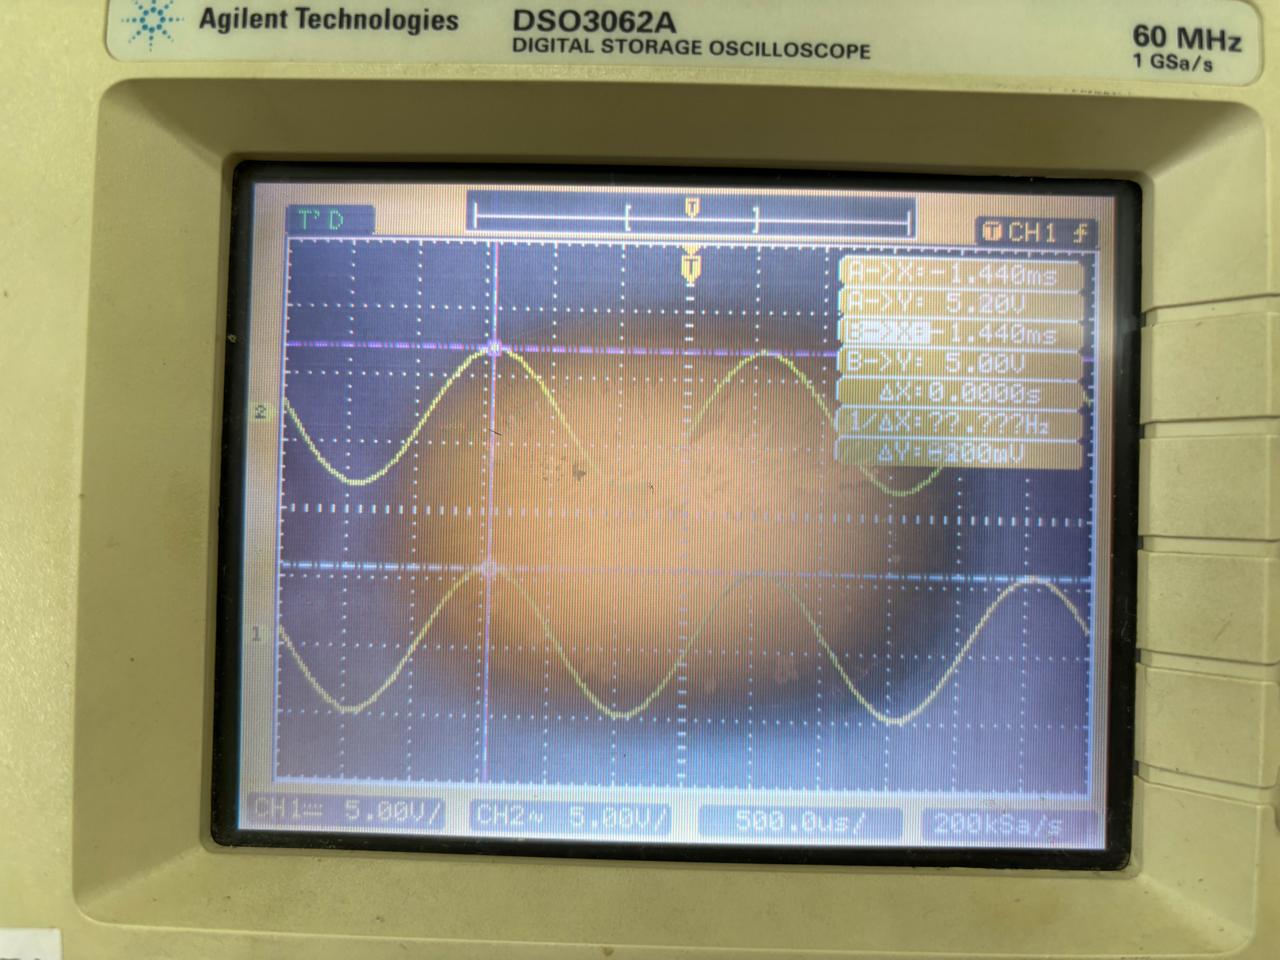 Agilent Technologies
DSO3062A
DIGITAL STORAGE OSCILLOSCOPE
60 MHz
1 GSa/s
T'D
T
T CH1
T
A->X:-1.440ms
A->Y: 5.20V
B->X:-1.440ms
B->Y: 5.00V
ΔX:0.0000s
1/ΔX:??.???Hz
ΔY:-200mV
2
1
CH1 5.00V/
CH2~ 5.00V/
500.0us/
200kSa/s